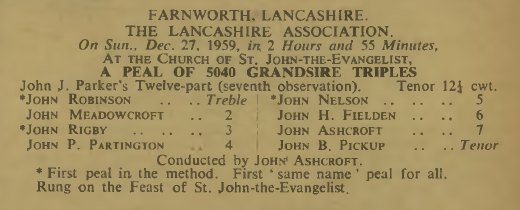 FARNWORTH, LANCASHIRE.
THE LANCASHIRE ASSOCIATION.
On Sun., Dec. 27, 1959, in 2 Hours and 55 Minutes,
AT THE CHURCH OF ST. JOHN-THE-EVANGELIST,
A PEAL OF 5040 GRANDSIRE TRIPLES
John J. Parker's Twelve-part (seventh observation). Tenor 12¼ cwt.
*JOHN ROBINSON .. .. Treble *JOHN NELSON .. .. .. 5
JOHN MEADOWCROFT .. 2 JOHN H. FIELDEN .. .. 6
*JOHN RIGBY .. .. .. 3 JOHN ASHCROFT .. .. 7
JOHN P. PARTINGTON .. 4 JOHN B. PICKUP .. .. Tenor
Conducted by JOHN ASHCROFT.
* First peal in the method. First ' same name ' peal for all.
Rung on the Feast of St. John-the-Evangelist.